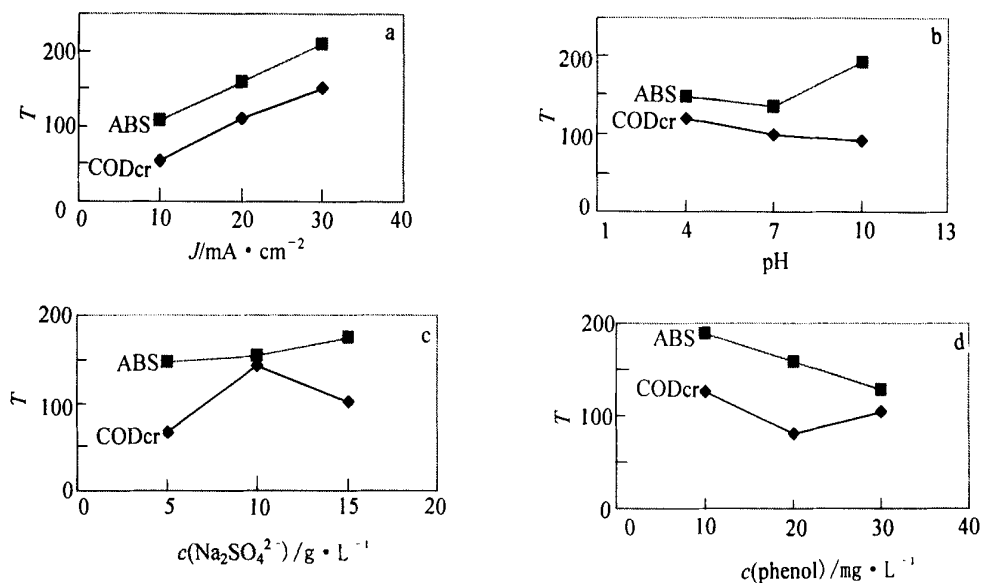 a
200
ABS
T
100
CODcr
0
0 10 20 30 40
J/mA · cm⁻²
b
200
ABS
T
CODcr
100
0
1 4 7 10 13
pH
c
200
ABS
T
100
CODcr
0
0 5 10 15 20
c(Na₂SO₄²⁻)/g · L⁻¹
d
200
ABS
CODcr
T
100
0
0 10 20 30 40
c(phenol)/mg · L⁻¹